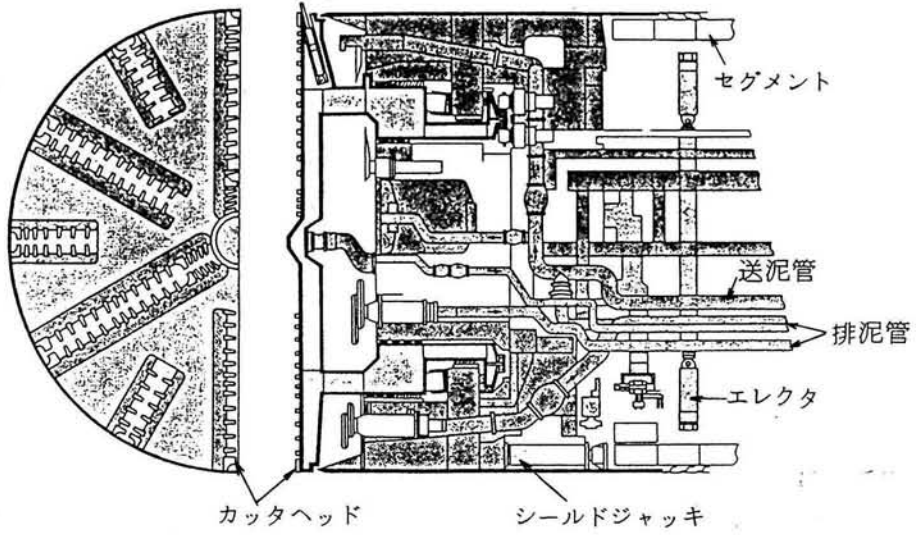 セグメント
送泥管
排泥管
エレクタ
カッタヘッド
シールドジャッキ